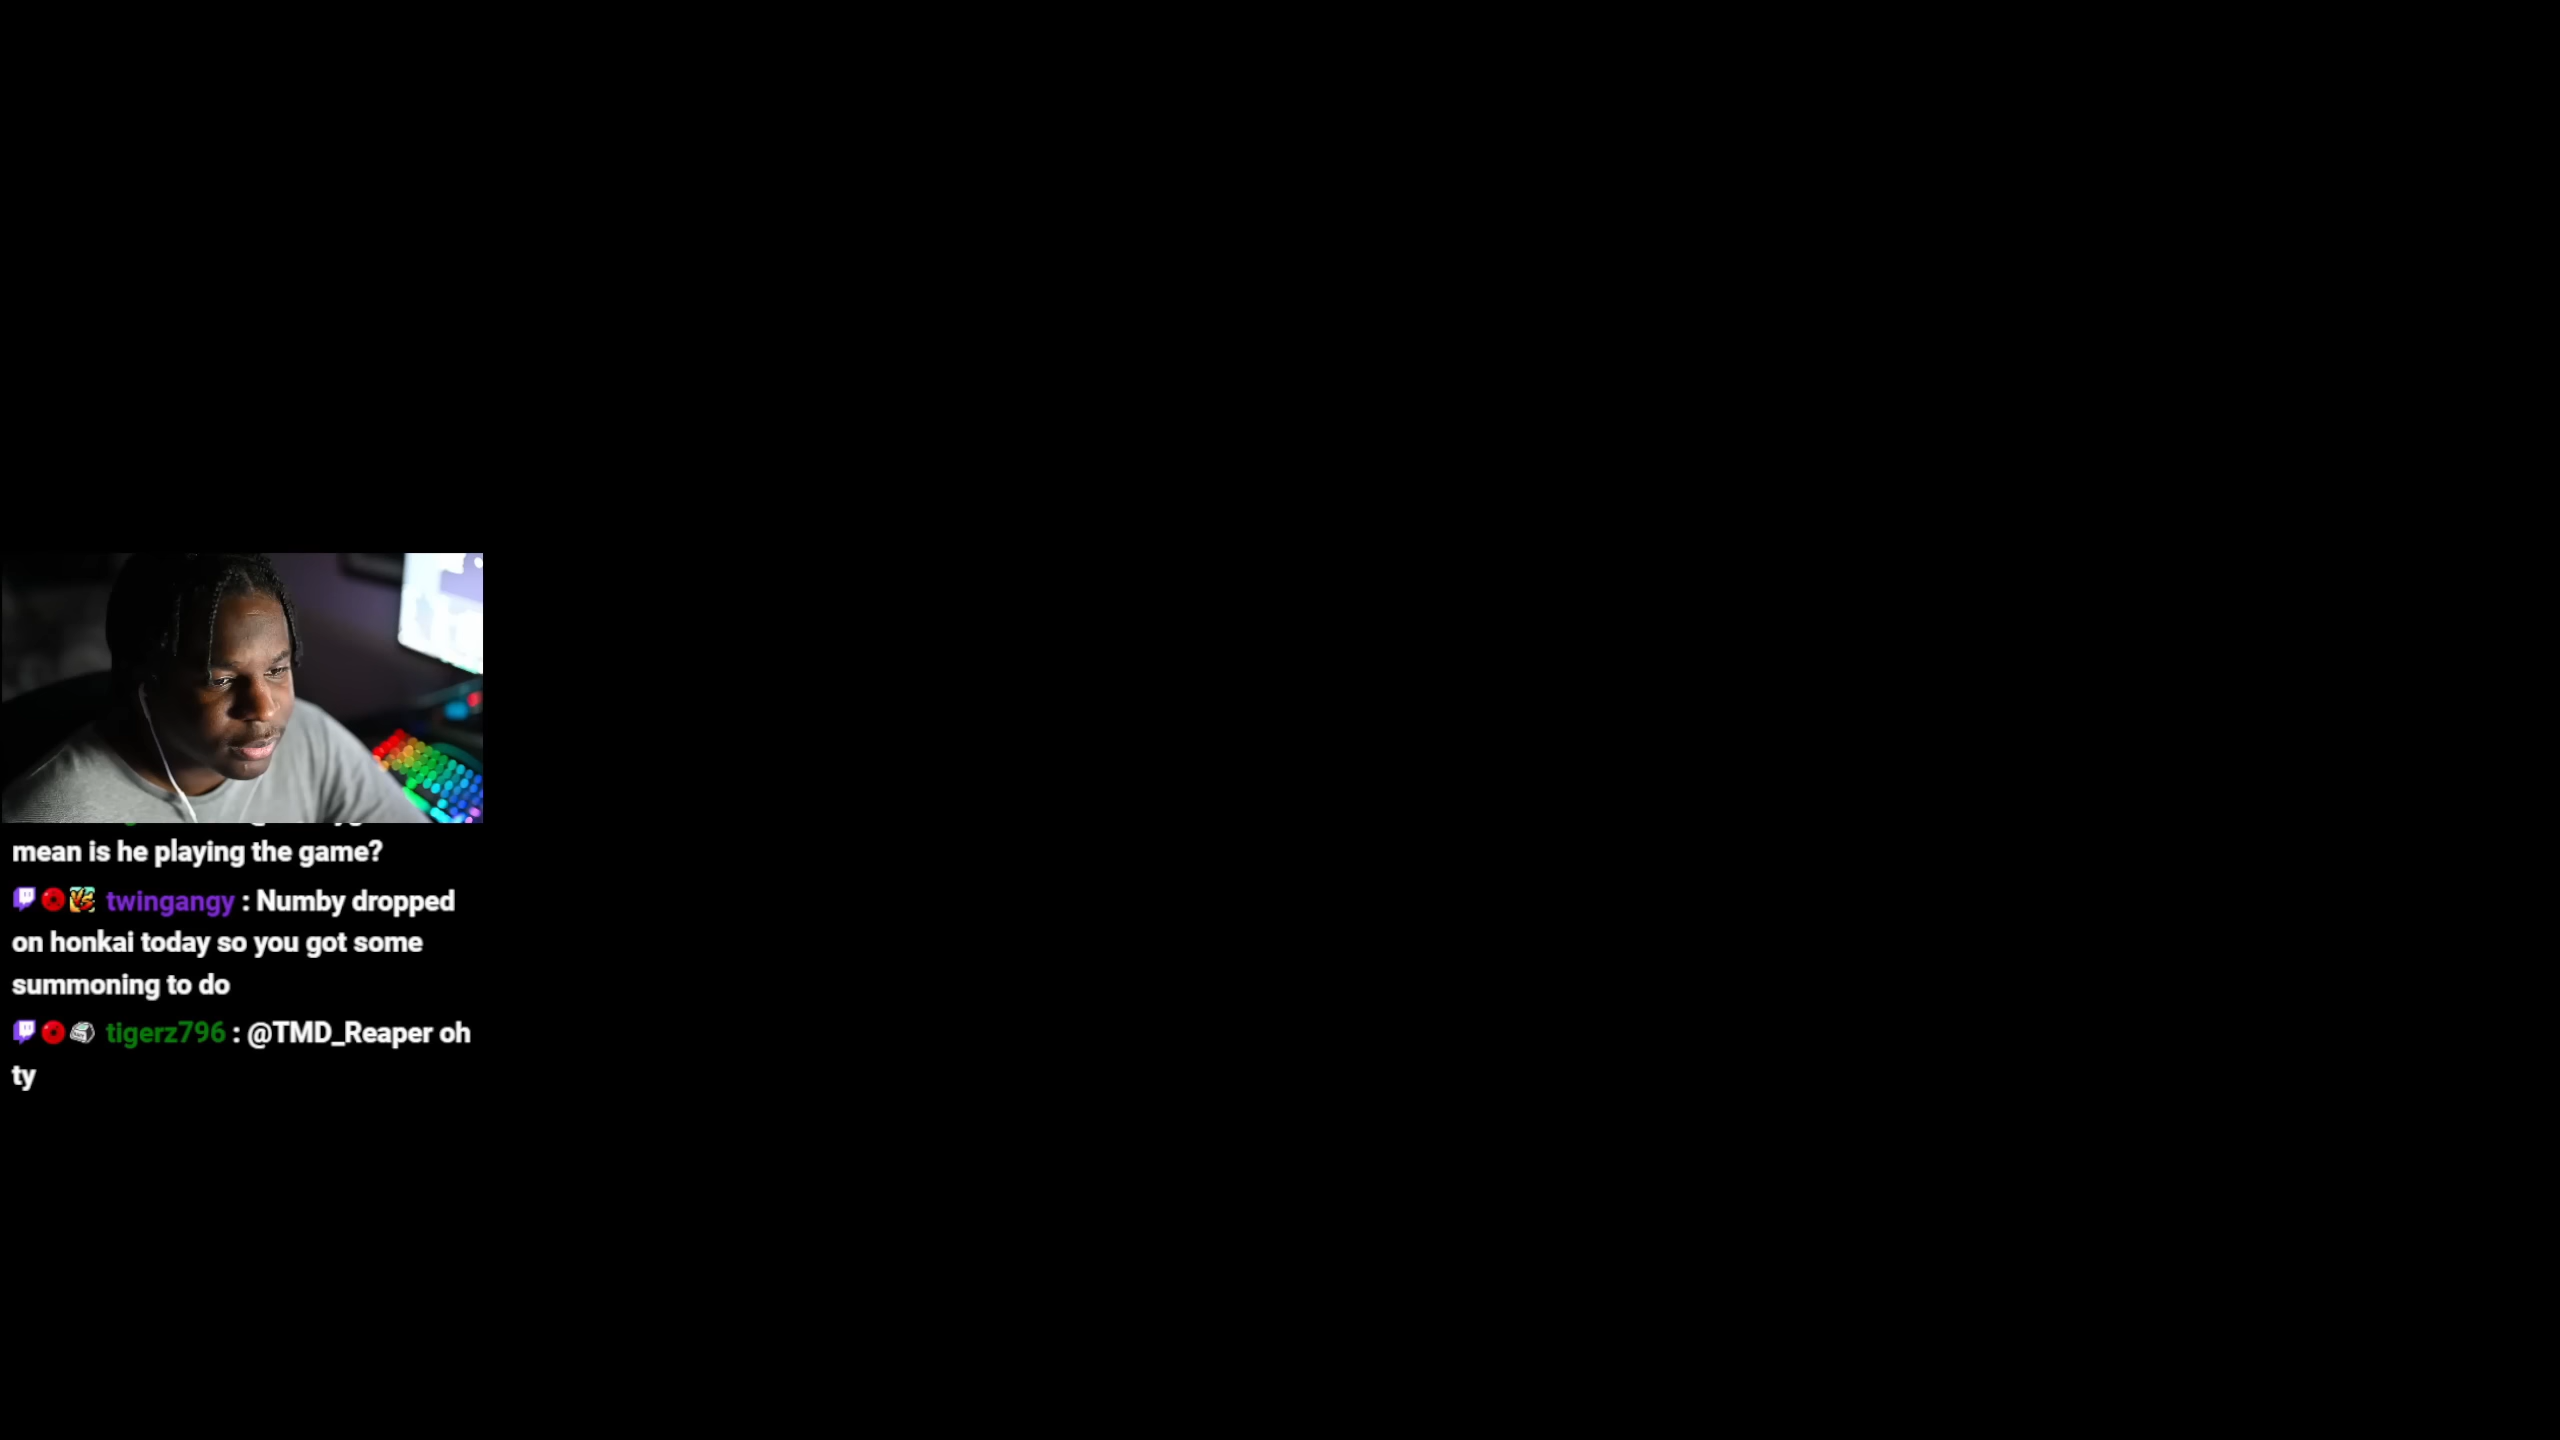 mean is he playing the game?
twingangy : Numby dropped
on honkai today so you got some
summoning to do
tigerz796 : @TMD_Reaper oh
ty